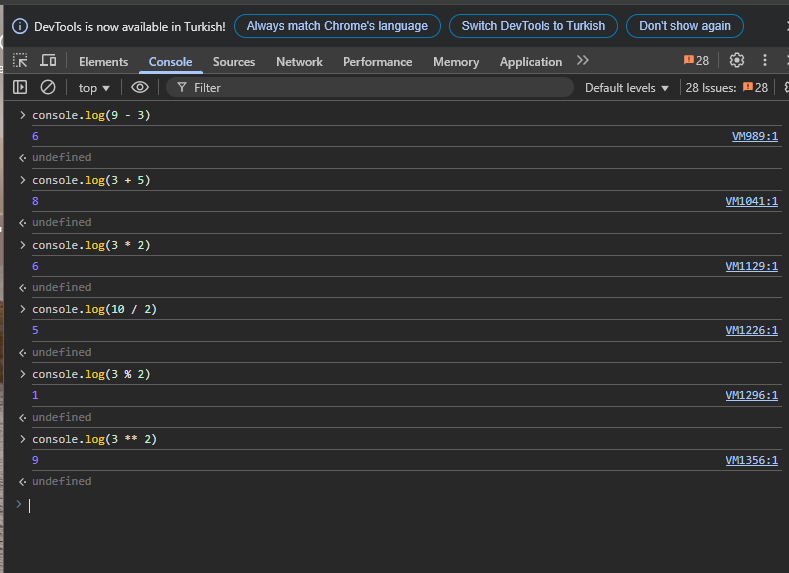 DevTools is now available in Turkish! Always match Chrome's language Switch DevTools to Turkish Don't show again
Elements Console Sources Network Performance Memory Application 28
top Filter Default levels 28 Issues: 28
console.log(9 - 3)
6 VM989:1
undefined
console.log(3 + 5)
8 VM1041:1
undefined
console.log(3 * 2)
6 VM1129:1
undefined
console.log(10 / 2)
5 VM1226:1
undefined
console.log(3 % 2)
1 VM1296:1
undefined
console.log(3 ** 2)
9 VM1356:1
undefined